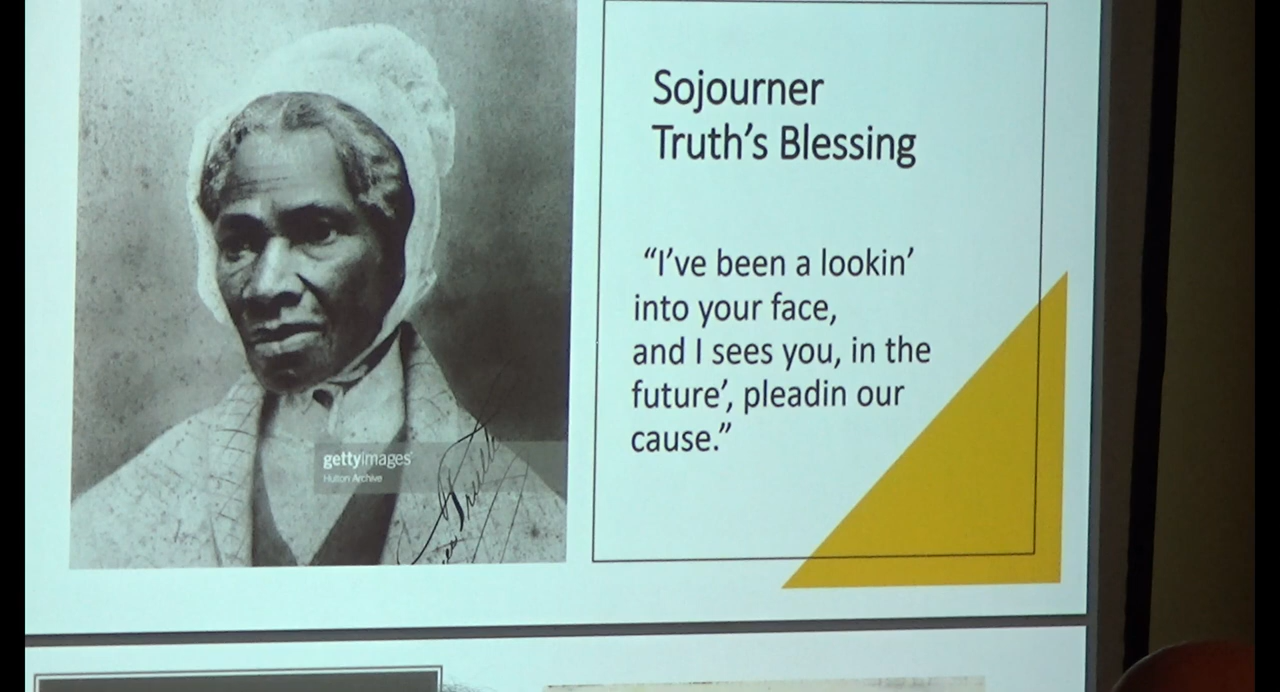 Sojourner
Truth’s Blessing
“I’ve been a lookin’
into your face,
and I sees you, in the
future’, pleadin our
cause.”
gettyimages®
Hulton Archive
Truth